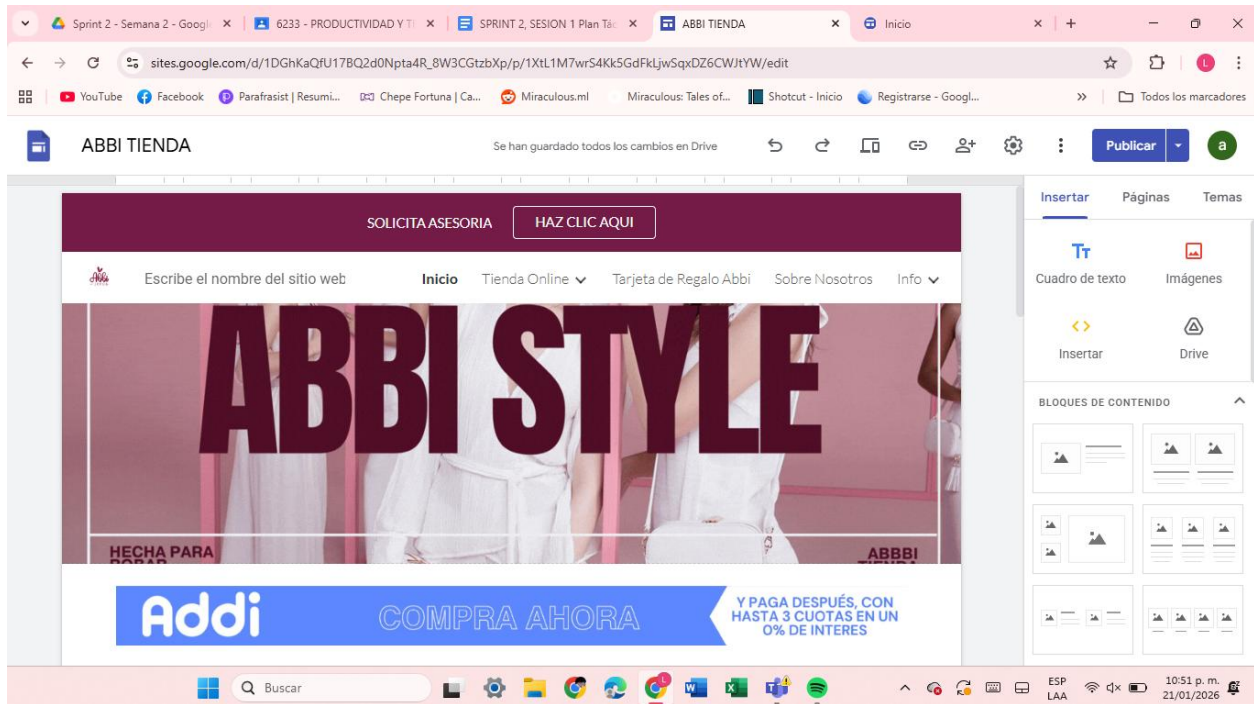 Sprint 2 - Semana 2 - Googl
6233 - PRODUCTIVIDAD Y TI
SPRINT 2, SESION 1 Plan Tác
ABBI TIENDA
Inicio
sites.google.com/d/1DGhKaQfU17BQ2d0Npta4R_8W3CGtzbXp/p/1XtL1M7wrS4Kk5GdFkLjwSqxDZ6CWJtYW/edit
L
YouTube
Facebook
Parafrasist | Resumi...
Chepe Fortuna | Ca...
Miraculous.ml
Miraculous: Tales of...
Shotcut - Inicio
Registrarse - Googl...
Todos los marcadores
ABBI TIENDA
Se han guardado todos los cambios en Drive
Publicar
a
SOLICITA ASESORIA
HAZ CLIC AQUI
Abbi
Escribe el nombre del sitio web
Inicio
Tienda Online
Tarjeta de Regalo Abbi
Sobre Nosotros
Info
ABBI STYLE
HECHA PARA
ROBAR
ABBBI
TIENDA
Addi
COMPRA AHORA
Y PAGA DESPUÉS, CON
HASTA 3 CUOTAS EN UN
0% DE INTERES
Insertar
Páginas
Temas
Cuadro de texto
Imágenes
Insertar
Drive
BLOQUES DE CONTENIDO
Buscar
ESP
LAA
10:51 p. m.
21/01/2026